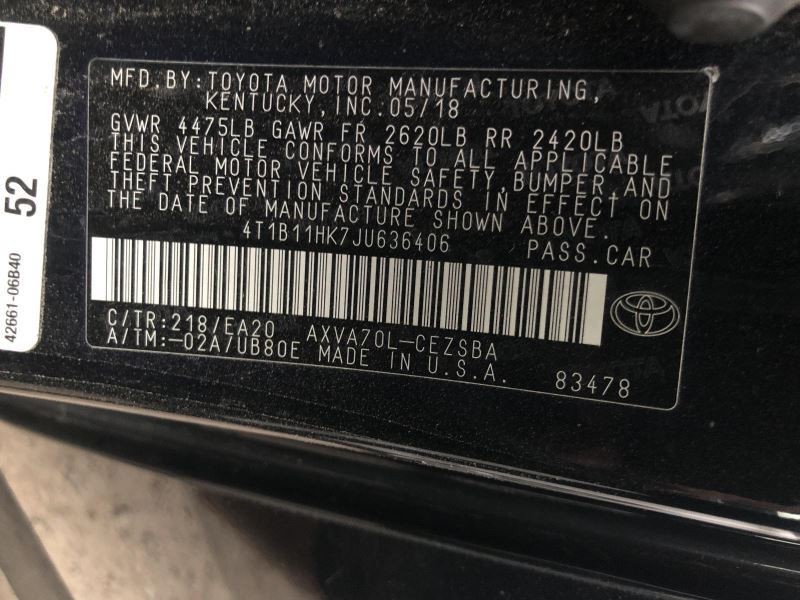 MFD. BY: TOYOTA MOTOR MANUFACTURING,
KENTUCKY, INC. 05/18
GVWR 4475LB GAWR FR 2620LB RR 2420LB
THIS VEHICLE CONFORMS TO ALL APPLICABLE
FEDERAL MOTOR VEHICLE SAFETY, BUMPER, AND
THEFT PREVENTION STANDARDS IN EFFECT ON
THE DATE OF MANUFACTURE SHOWN ABOVE.
4T1B11HK7JU636406 PASS.CAR
C/TR:218/EA20 AXVA70L-CEZSBA
A/TM:-02A/UB80E MADE IN U.S.A. 83478
52
42661-06B40
TOYOTA